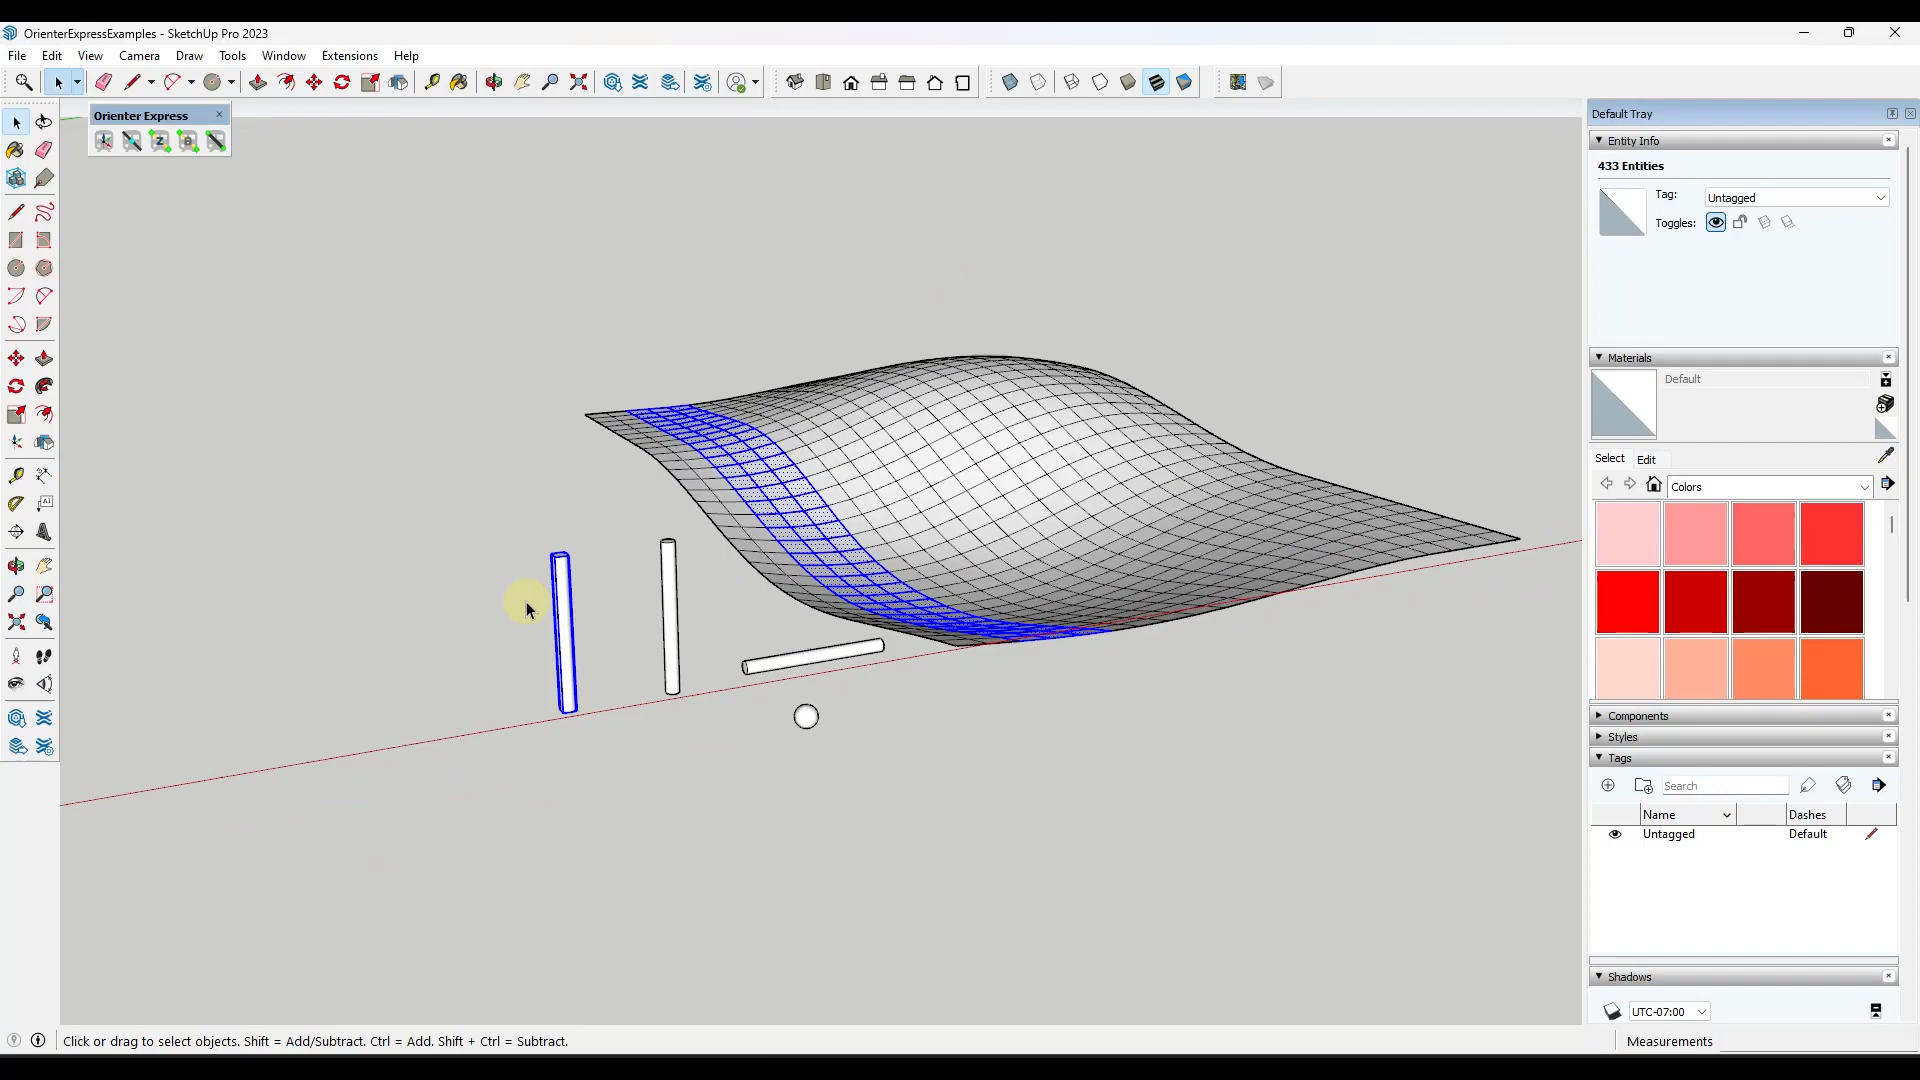 OrienterExpressExamples - SketchUp Pro 2023
File Edit View Camera Draw Tools Window Extensions Help
Orienter Express
Z
A1
Default Tray
Entity Info
433 Entities
Tag: Untagged
Toggles:
Materials
Default
Select Edit
Colors
Components
Styles
Tags
Search
Name Dashes
Untagged Default
Shadows
UTC-07:00
Click or drag to select objects. Shift = Add/Subtract. Ctrl = Add. Shift + Ctrl = Subtract.
Measurements